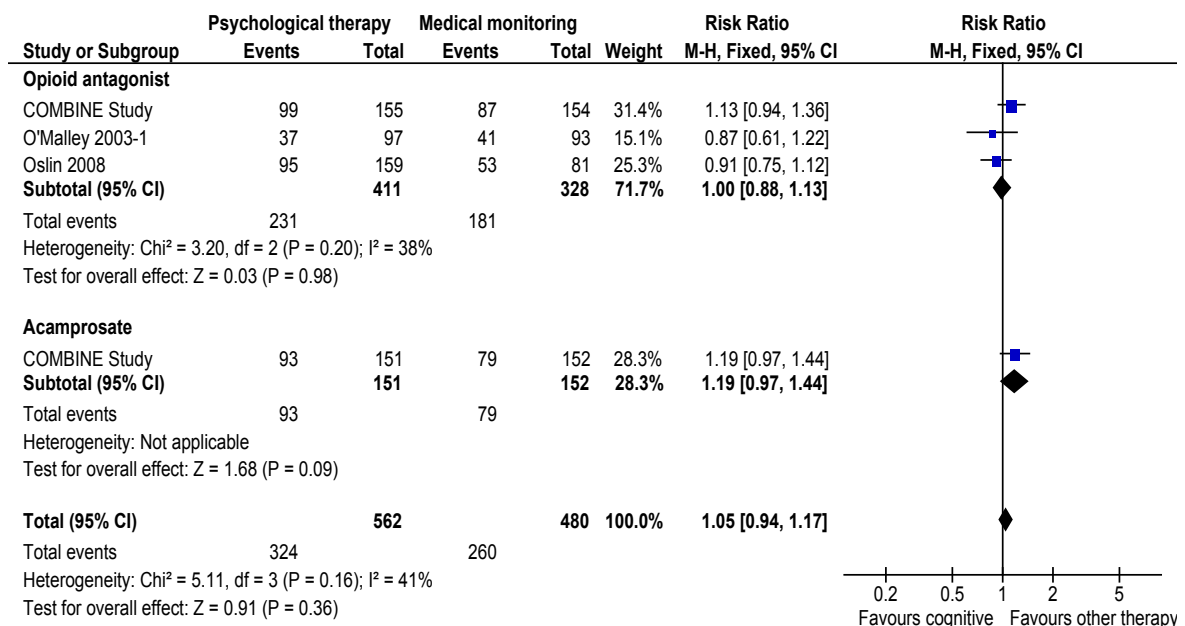 Psychological therapy Medical monitoring Risk Ratio Risk Ratio
Study or Subgroup Events Total Events Total Weight M-H, Fixed, 95% CI M-H, Fixed, 95% CI
Opioid antagonist
COMBINE Study 99 155 87 154 31.4% 1.13 [0.94, 1.36]
O'Malley 2003-1 37 97 41 93 15.1% 0.87 [0.61, 1.22]
Oslin 2008 95 159 53 81 25.3% 0.91 [0.75, 1.12]
Subtotal (95% CI) 411 328 71.7% 1.00 [0.88, 1.13]
Total events 231 181
Heterogeneity: Chi² = 3.20, df = 2 (P = 0.20); I² = 38%
Test for overall effect: Z = 0.03 (P = 0.98)
Acamprosate
COMBINE Study 93 151 79 152 28.3% 1.19 [0.97, 1.44]
Subtotal (95% CI) 151 152 28.3% 1.19 [0.97, 1.44]
Total events 93 79
Heterogeneity: Not applicable
Test for overall effect: Z = 1.68 (P = 0.09)
Total (95% CI) 562 480 100.0% 1.05 [0.94, 1.17]
Total events 324 260
Heterogeneity: Chi² = 5.11, df = 3 (P = 0.16); I² = 41%
Test for overall effect: Z = 0.91 (P = 0.36)
0.2 0.5 1 2 5
Favours cognitive Favours other therapy